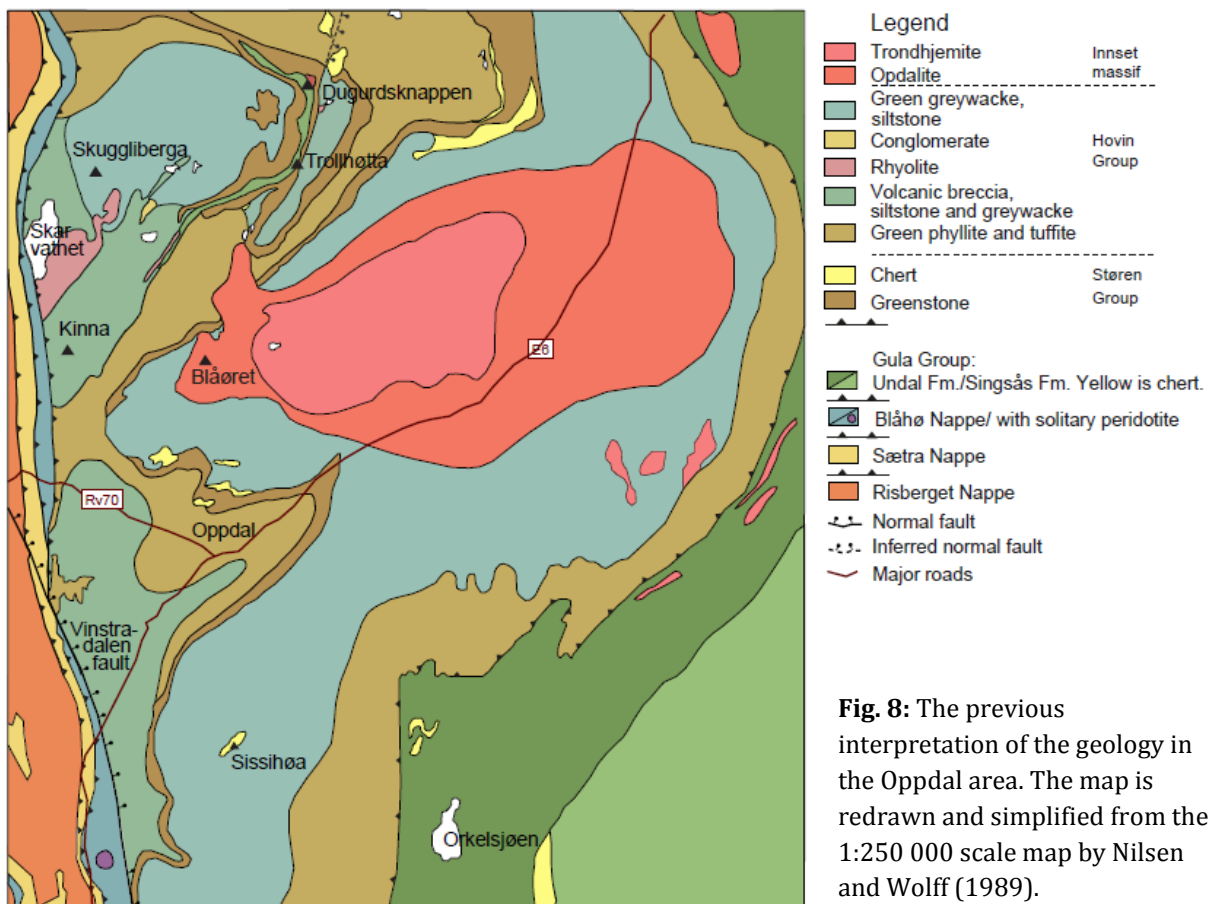 Dugurdsknappen
Skuggliberga
Trollhøtta
Skar
vathet
Kinna
Blåøret
E6
Rv70
Oppdal
Vinstra-
dalen
fault
Sissihøa
Orkelsjøen
Legend
Trondhjemite Innset
Opdalite massif
Green greywacke,
siltstone
Conglomerate Hovin
Rhyolite Group
Volcanic breccia,
siltstone and greywacke
Green phyllite and tuffite
Chert Støren
Greenstone Group
Gula Group:
Undal Fm./Singsås Fm. Yellow is chert.
Blåhø Nappe/ with solitary peridotite
Sætra Nappe
Risberget Nappe
Normal fault
Inferred normal fault
Major roads
Fig. 8: The previous
interpretation of the geology in
the Oppdal area. The map is
redrawn and simplified from the
1:250 000 scale map by Nilsen
and Wolff (1989).